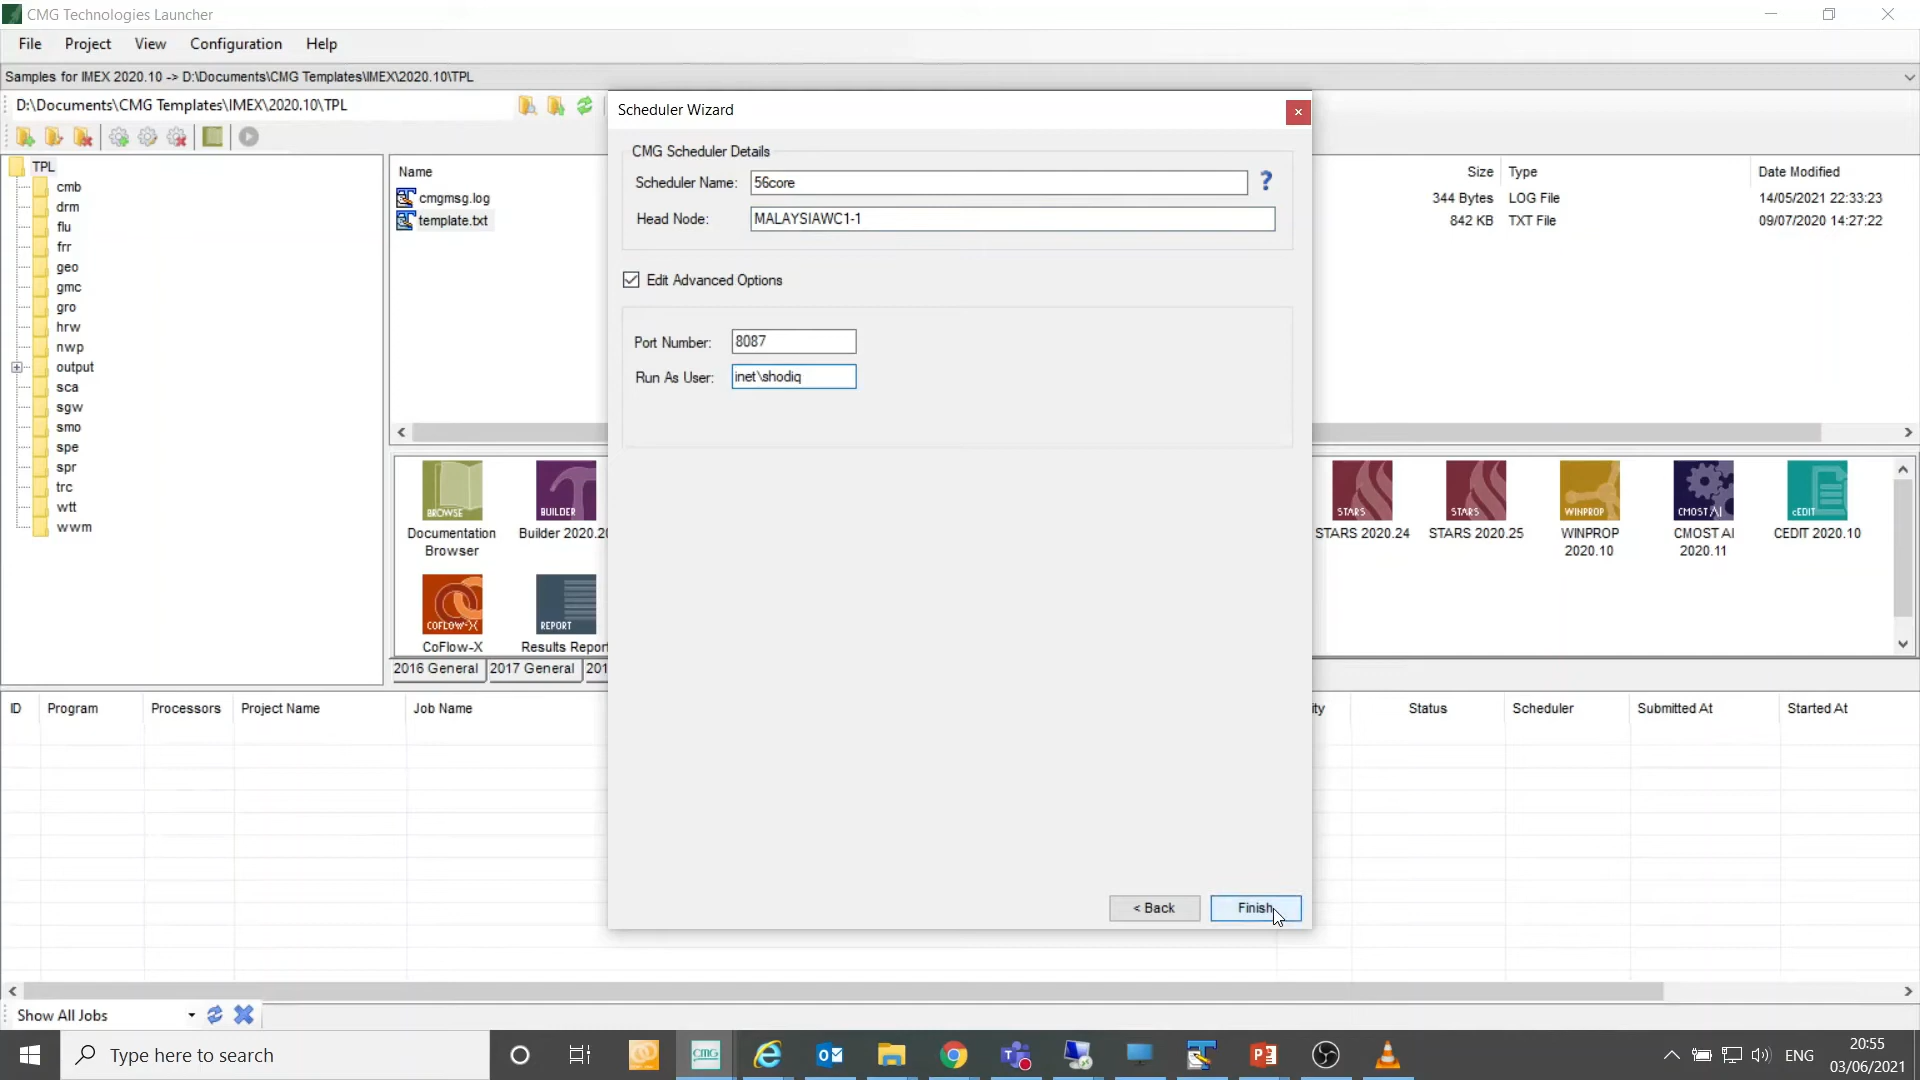 CMG Technologies Launcher
File Project View Configuration Help
Samples for IMEX 2020.10 -> D:\Documents\CMG Templates\IMEX\2020.10\TPL
D:\Documents\CMG Templates\IMEX\2020.10\TPL
TPL
cmb
drm
flu
frr
geo
gmc
gro
hrw
nwp
output
sca
sgw
smo
spe
spr
trc
wtt
wwm
Name Size Type Date Modified
cmgmsg.log 344 Bytes LOG File 14/05/2021 22:33:23
template.txt 842 KB TXT File 09/07/2020 14:27:22
Scheduler Wizard
CMG Scheduler Details
Scheduler Name: 56core ?
Head Node: MALAYSIAWC1-1
Edit Advanced Options
Port Number: 8087
Run As User: inet\shodiq
< Back Finish
BROWSE BUILDER STARS STARS WINPROP CMOST/AI cEDIT
Documentation Browser
Builder 2020.20
STARS 2020.24
STARS 2020.25
WINPROP 2020.10
CMOST AI 2020.11
CEDIT 2020.10
COFLOW-X REPORT
CoFlow-X
Results Report
2016 General 2017 General 201
ID Program Processors Project Name Job Name ity Status Scheduler Submitted At Started At
Show All Jobs
Type here to search
CMG
ENG
20:55
03/06/2021